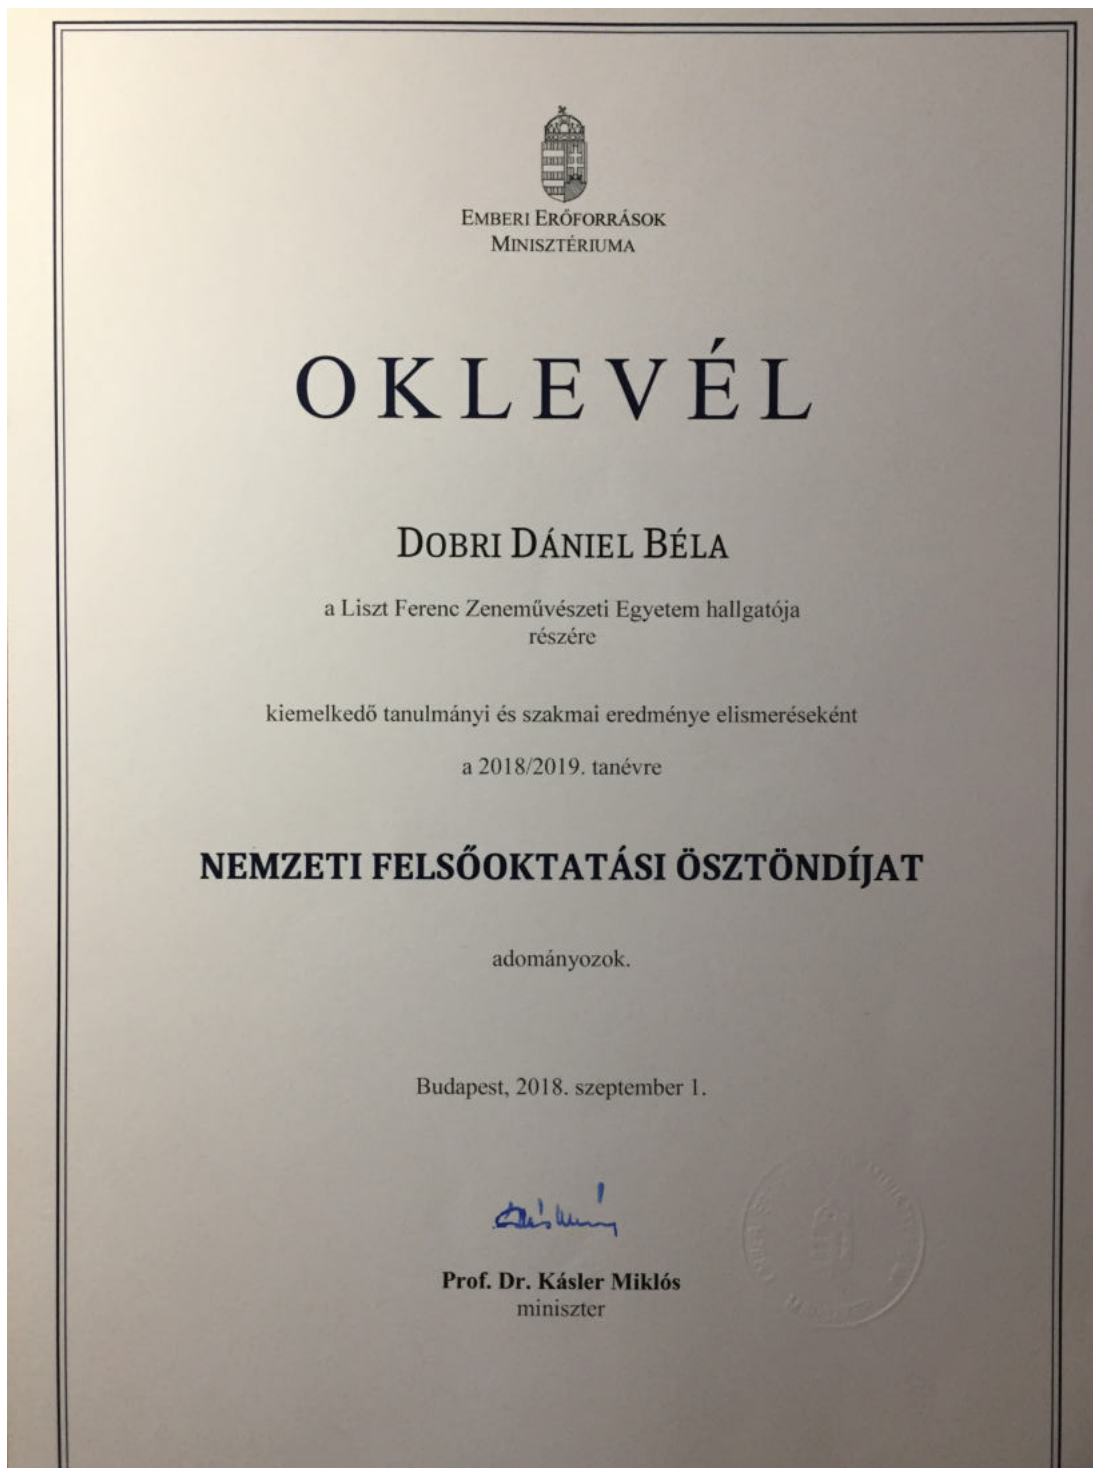 EMBERI ERŐFORRÁSOK
MINISZTÉRIUMA
OKLEVÉL
DOBRI DÁNIEL BÉLA
a Liszt Ferenc Zeneművészeti Egyetem hallgatója
részére
kiemelkedő tanulmányi és szakmai eredménye elismeréseként
a 2018/2019. tanévre
NEMZETI FELSŐOKTATÁSI ÖSZTÖNDÍJAT
adományozok.
Budapest, 2018. szeptember 1.
Prof. Dr. Kásler Miklós
miniszter